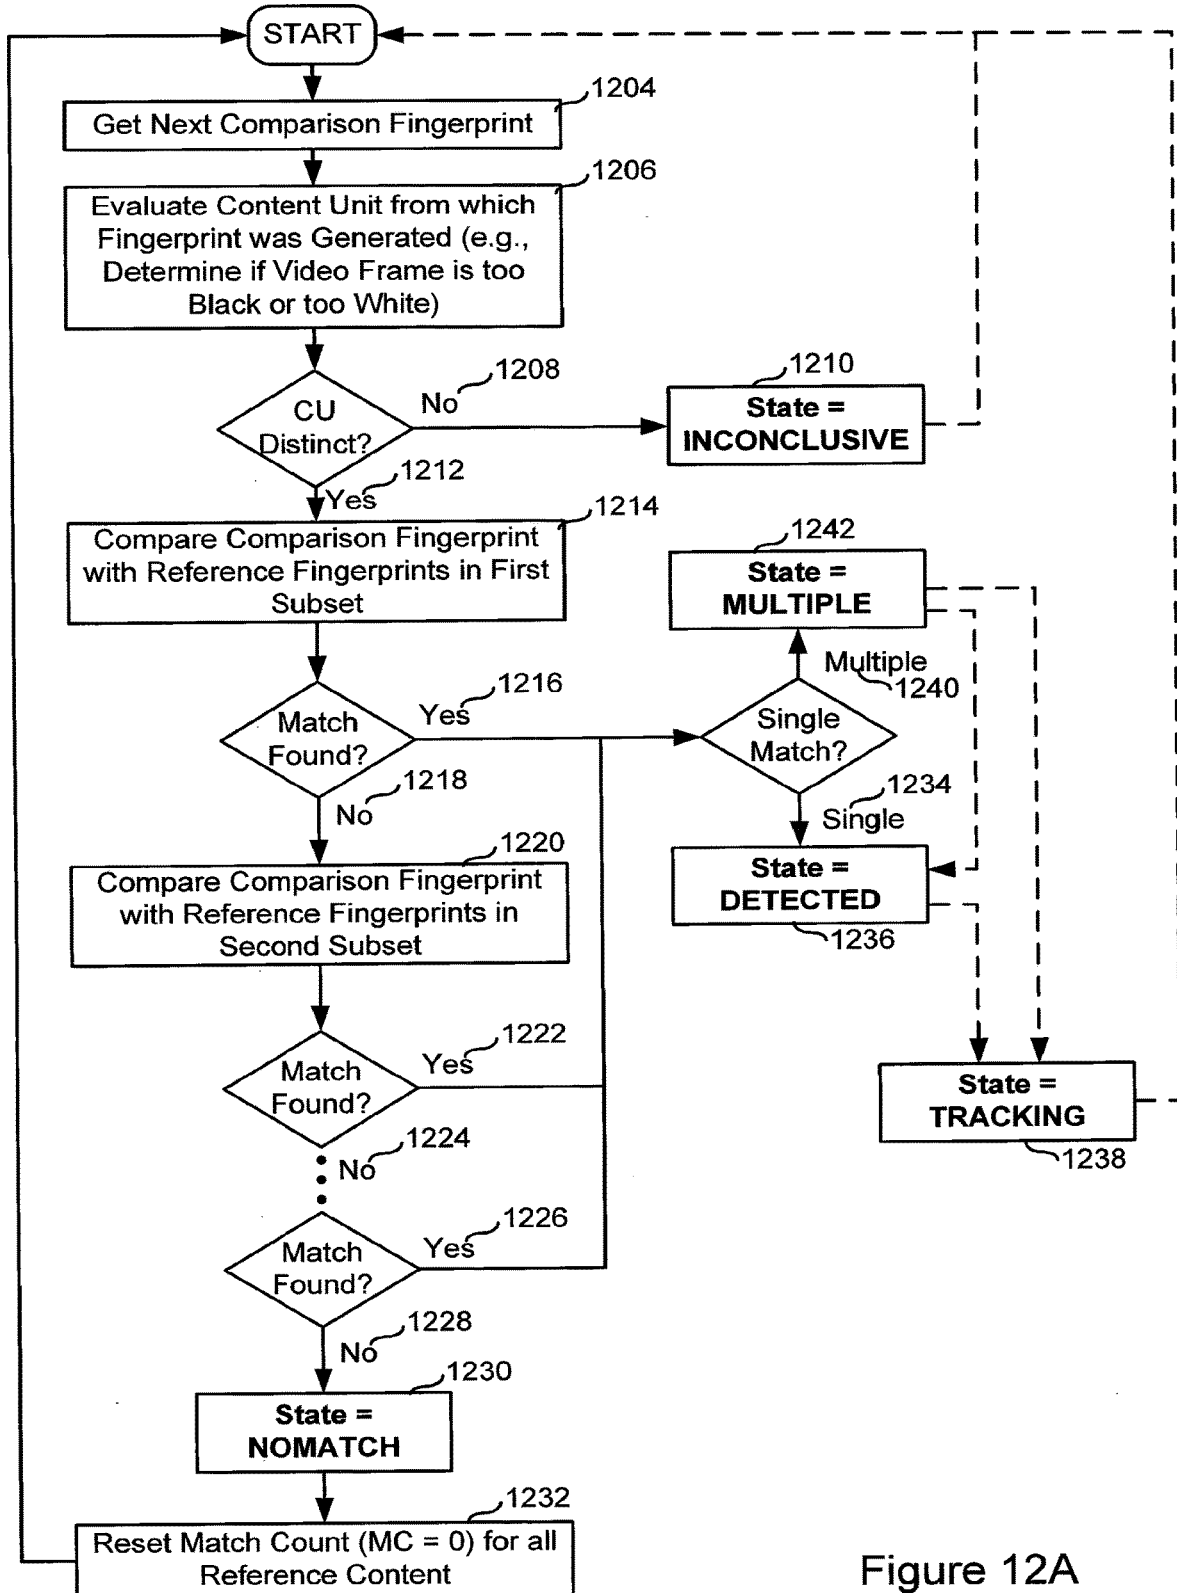 START
1204
Get Next Comparison Fingerprint
1206
Evaluate Content Unit from which
Fingerprint was Generated (e.g.,
Determine if Video Frame is too
Black or too White)
CU
Distinct?
No
1208
1210
State =
INCONCLUSIVE
Yes
1212
1214
Compare Comparison Fingerprint
with Reference Fingerprints in First
Subset
1242
State =
MULTIPLE
Multiple
1240
Match
Found?
Yes
1216
Single
Match?
1218
No
1234
Single
1220
Compare Comparison Fingerprint
with Reference Fingerprints in
Second Subset
State =
DETECTED
1236
Match
Found?
Yes
1222
1224
No
State =
TRACKING
1238
Match
Found?
Yes
1226
1228
No
1230
State =
NOMATCH
1232
Reset Match Count (MC = 0) for all
Reference Content
Figure 12A